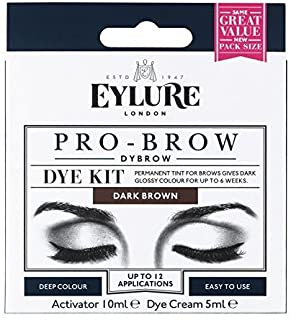 SAME
GREAT
VALUE
NEW
PACK SIZE
ESTD 1947
EYLURE
LONDON
PRO-BROW
DYBROW
DYE KIT
PERMANENT TINT FOR BROWS GIVES DARK
GLOSSY COLOUR FOR UP TO 6 WEEKS.
DARK BROWN
UP TO 12
APPLICATIONS
DEEP COLOUR
EASY TO USE
Activator 10ml ℮ Dye Cream 5ml ℮